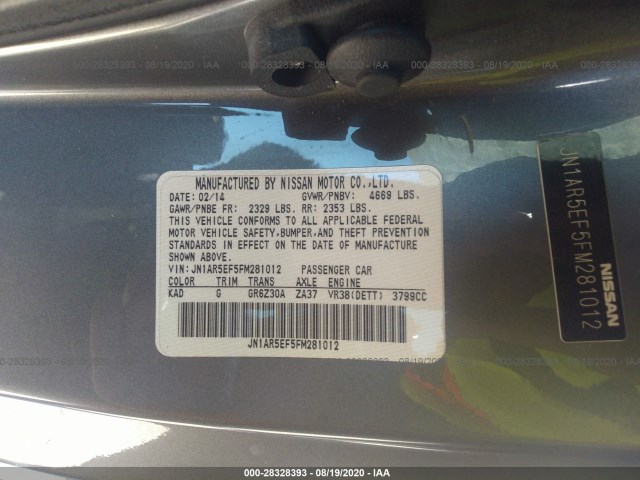 MANUFACTURED BY NISSAN MOTOR CO.,LTD.
DATE: 02/14 GVWR/PNBV: 4669 LBS.
GAWR/PNBE FR: 2329 LBS. RR: 2353 LBS.
THIS VEHICLE CONFORMS TO ALL APPLICABLE FEDERAL
MOTOR VEHICLE SAFETY, BUMPER, AND THEFT PREVENTION
STANDARDS IN EFFECT ON THE DATE OF MANUFACTURE
SHOWN ABOVE.
VIN: JN1AR5EF5FM281012 PASSENGER CAR
COLOR TRIM TRANS AXLE ENGINE
KAD G GR6Z30A ZA37 VR38(DETT) 3799CC
JN1AR5EF5FM281012
JN1AR5EF5FM281012
NISSAN
000-28328393 - 08/19/2020 - IAA